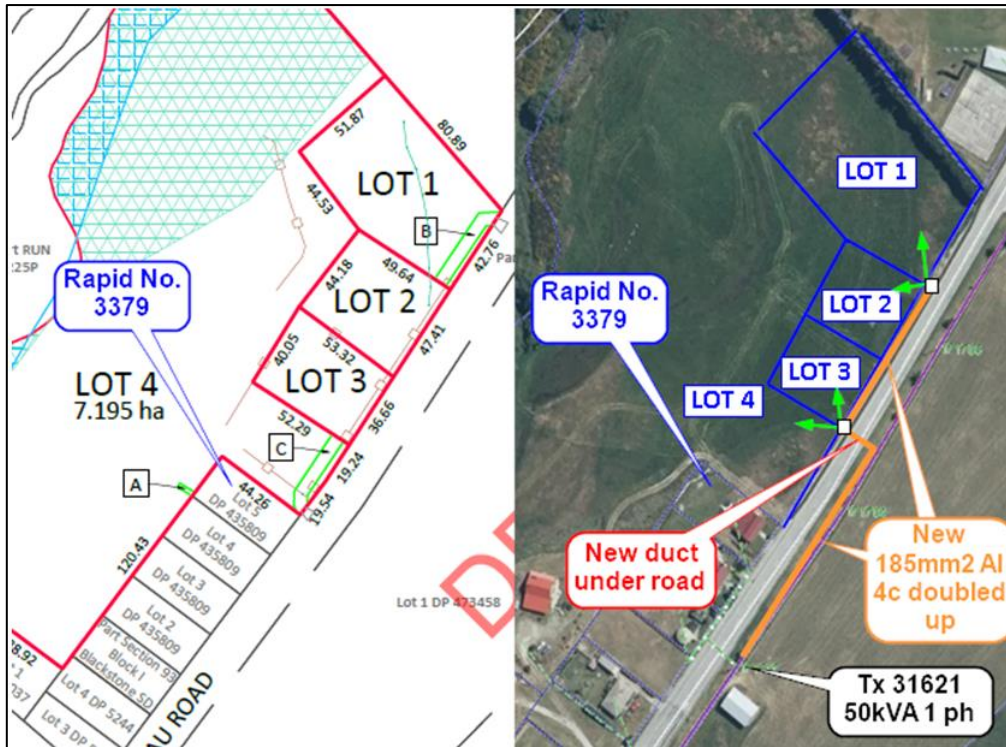 80.89
51.87
LOT 1
44.53
B
42.76
Pa
t RUN
225P
Rapid No.
3379
44.18
49.64
LOT 2
47.41
40.05
53.32
LOT 3
36.66
LOT 4
7.195 ha
52.29
C
19.24
19.54
A
44.26
Lot 5
DP 435809
Lot 4
DP 435809
Lot 3
DP 435809
Lot 2
DP 435809
Part Section 93
Block I
Blackstone SD
Lot 4 DP 5244
120.43
Lot 1 DP 473458
AU ROAD
LOT 1
LOT 2
LOT 3
LOT 4
Rapid No.
3379
New duct
under road
New
185mm2 Al
4c doubled
up
Tx 31621
50kVA 1 ph